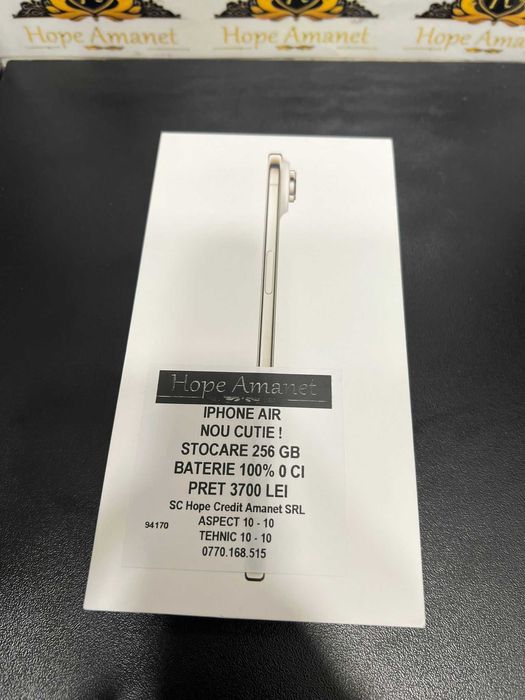 Hope Amanet
Hope Amanet
Hope Amanet
Hope Amanet
IPHONE AIR
NOU CUTIE !
STOCARE 256 GB
BATERIE 100% 0 CI
PRET 3700 LEI
SC Hope Credit Amanet SRL
94170
ASPECT 10 - 10
TEHNIC 10 - 10
0770.168.515